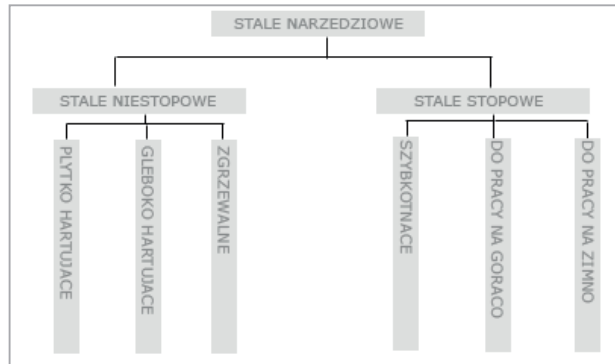 STALE NARZEDZIOWE
STALE NIESTOPOWE
STALE STOPOWE
PLYTKO HARTUJACE
GLEBOKO HARTUJACE
ZGRZEWALNE
SZYBKOTNACE
DO PRACY NA GORACO
DO PRACY NA ZIMNO